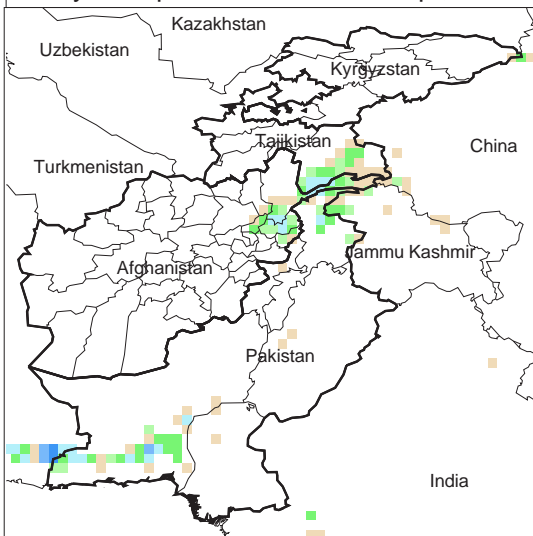 Kazakhstan
Uzbekistan
Kyrgyzstan
Tajikistan
China
Turkmenistan
Jammu Kashmir
Afghanistan
Pakistan
India